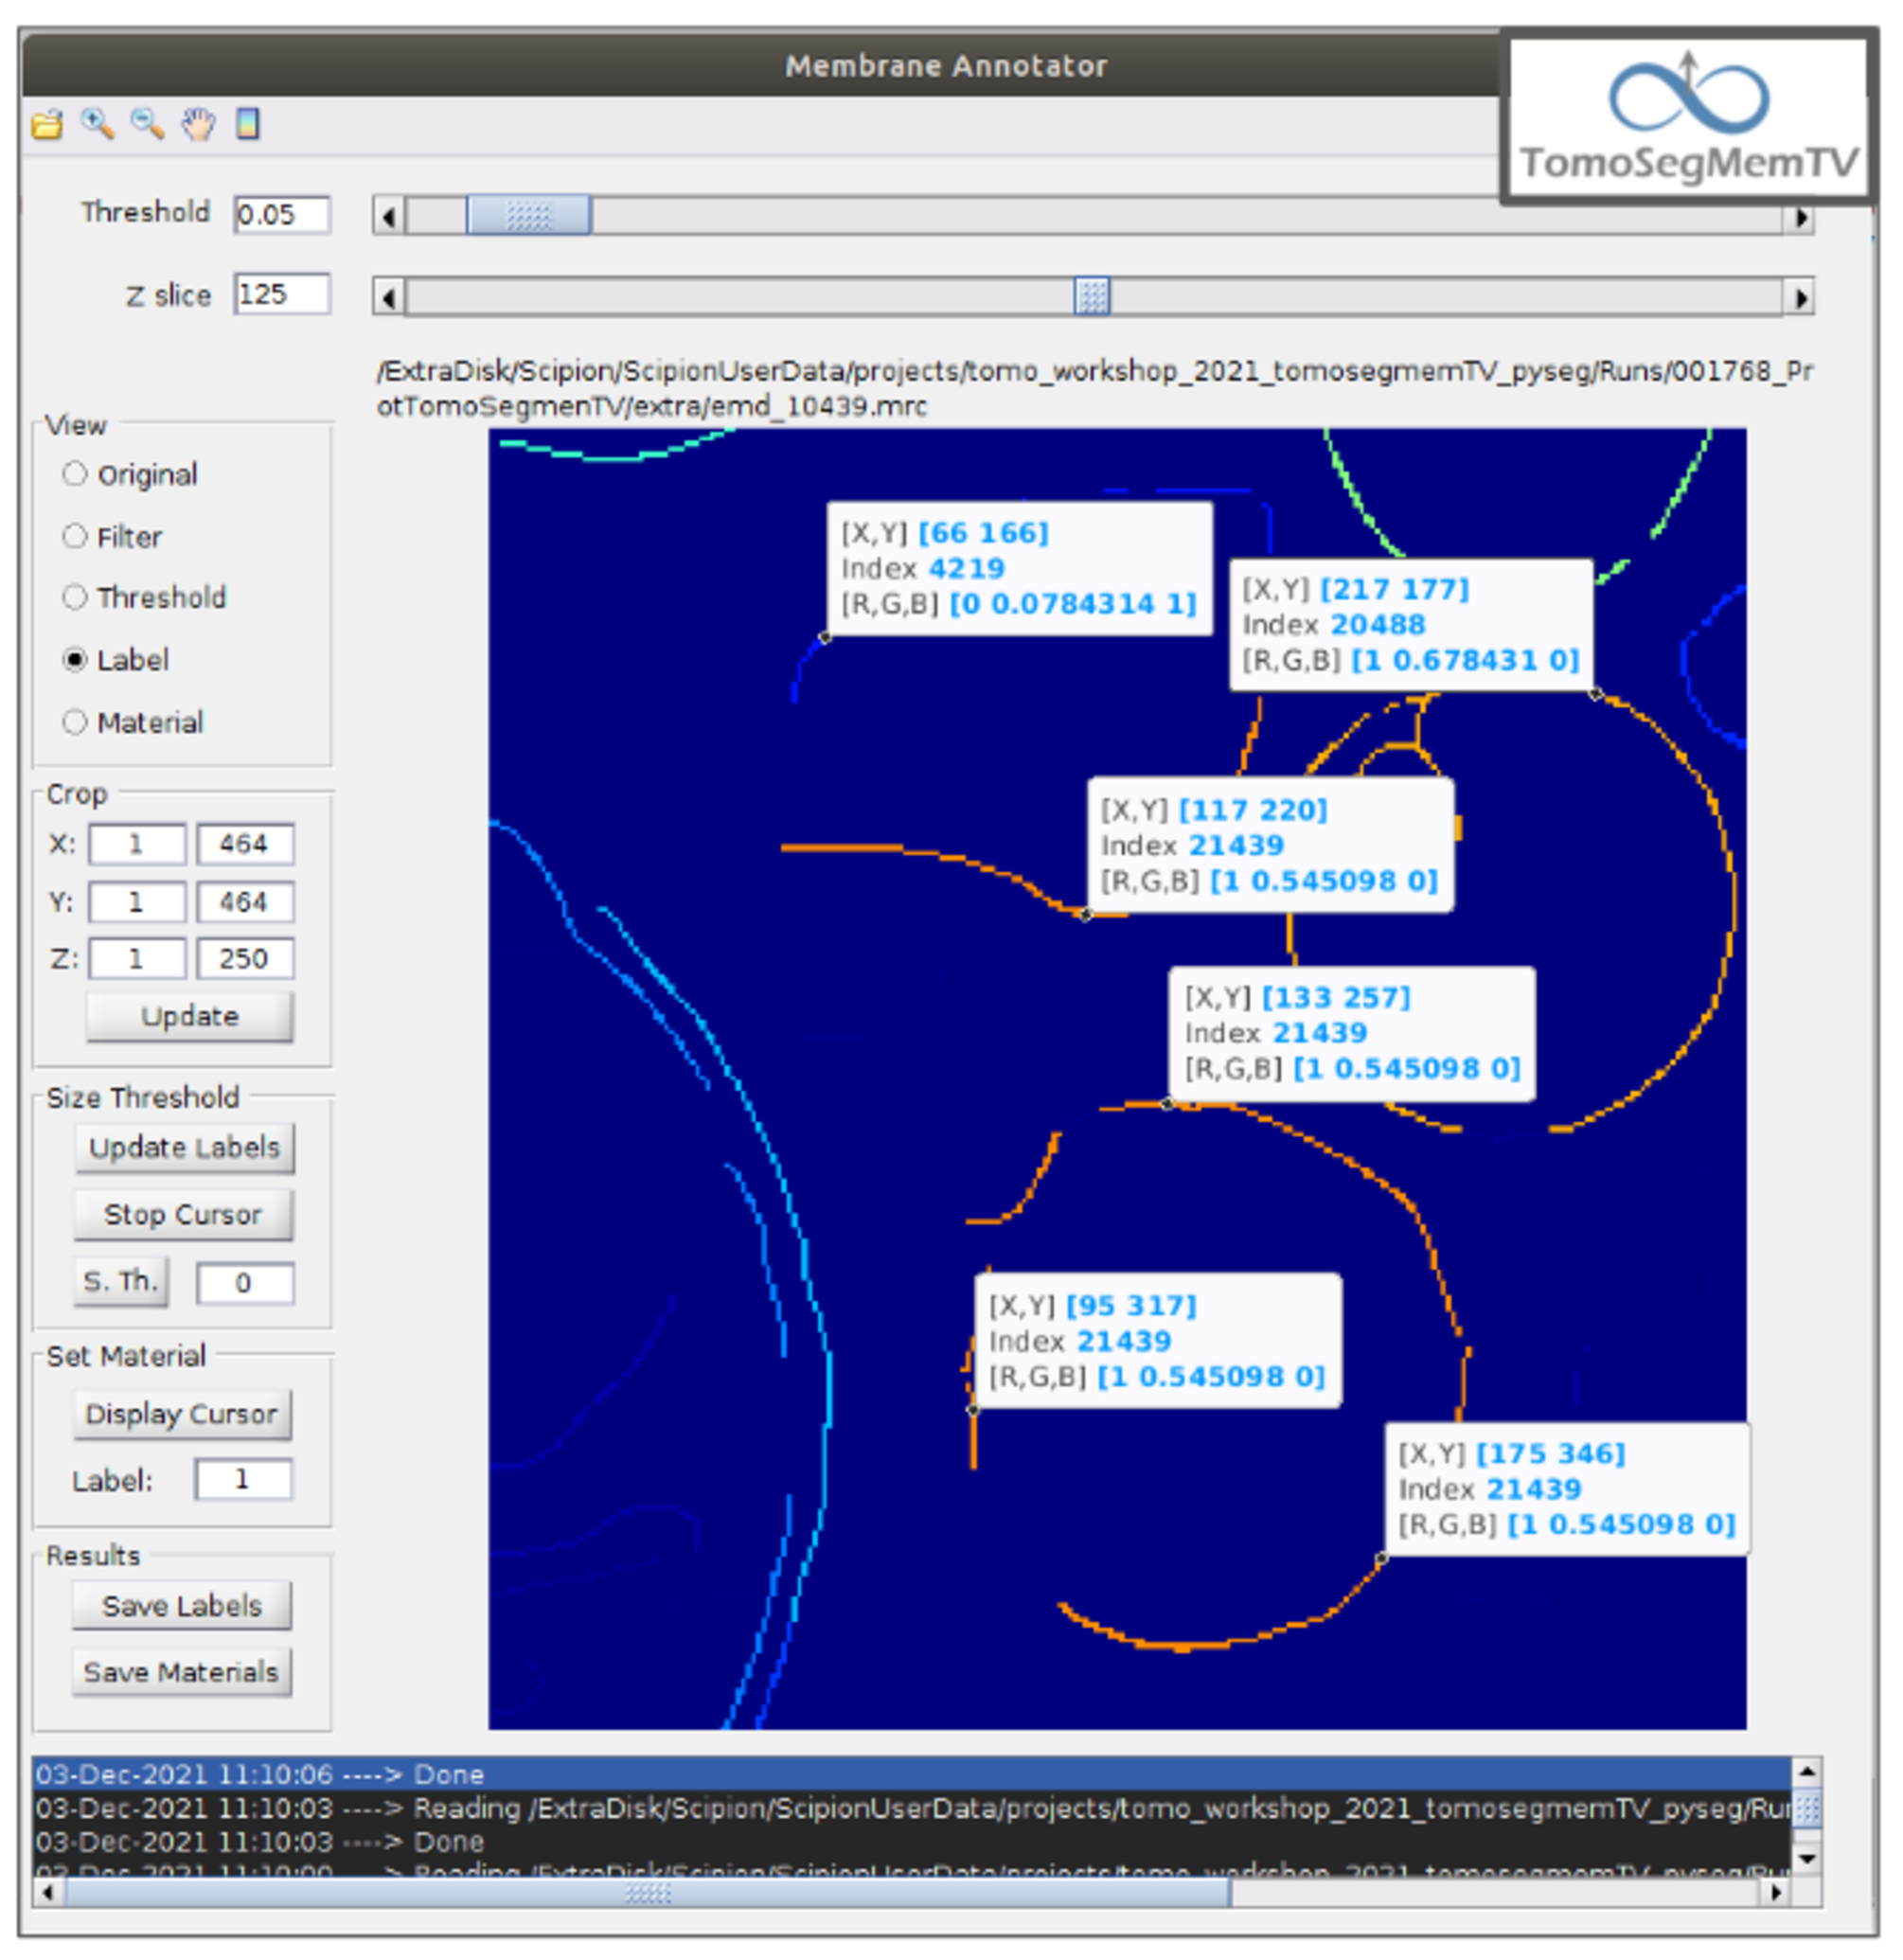 Membrane Annotator
TomoSegMemTV
Threshold 0.05
Z slice 125
/ExtraDisk/Scipion/ScipionUserData/projects/tomo_workshop_2021_tomosegmemTV_pyseg/Runs/001768_Pr
otTomoSegmenTV/extra/emd_10439.mrc
View
Original
Filter
Threshold
Label
Material
Crop
X: 1 464
Y: 1 464
Z: 1 250
Update
Size Threshold
Update Labels
Stop Cursor
S. Th. 0
Set Material
Display Cursor
Label: 1
Results
Save Labels
Save Materials
[X,Y] [66 166]
Index 4219
[R,G,B] [0 0.0784314 1]
[X,Y] [217 177]
Index 20488
[R,G,B] [1 0.678431 0]
[X,Y] [117 220]
Index 21439
[R,G,B] [1 0.545098 0]
[X,Y] [133 257]
Index 21439
[R,G,B] [1 0.545098 0]
[X,Y] [95 317]
Index 21439
[R,G,B] [1 0.545098 0]
[X,Y] [175 346]
Index 21439
[R,G,B] [1 0.545098 0]
03-Dec-2021 11:10:06 ----> Done
03-Dec-2021 11:10:03 ----> Reading /ExtraDisk/Scipion/ScipionUserData/projects/tomo_workshop_2021_tomosegmemTV_pyseg/Ru
03-Dec-2021 11:10:03 ----> Done